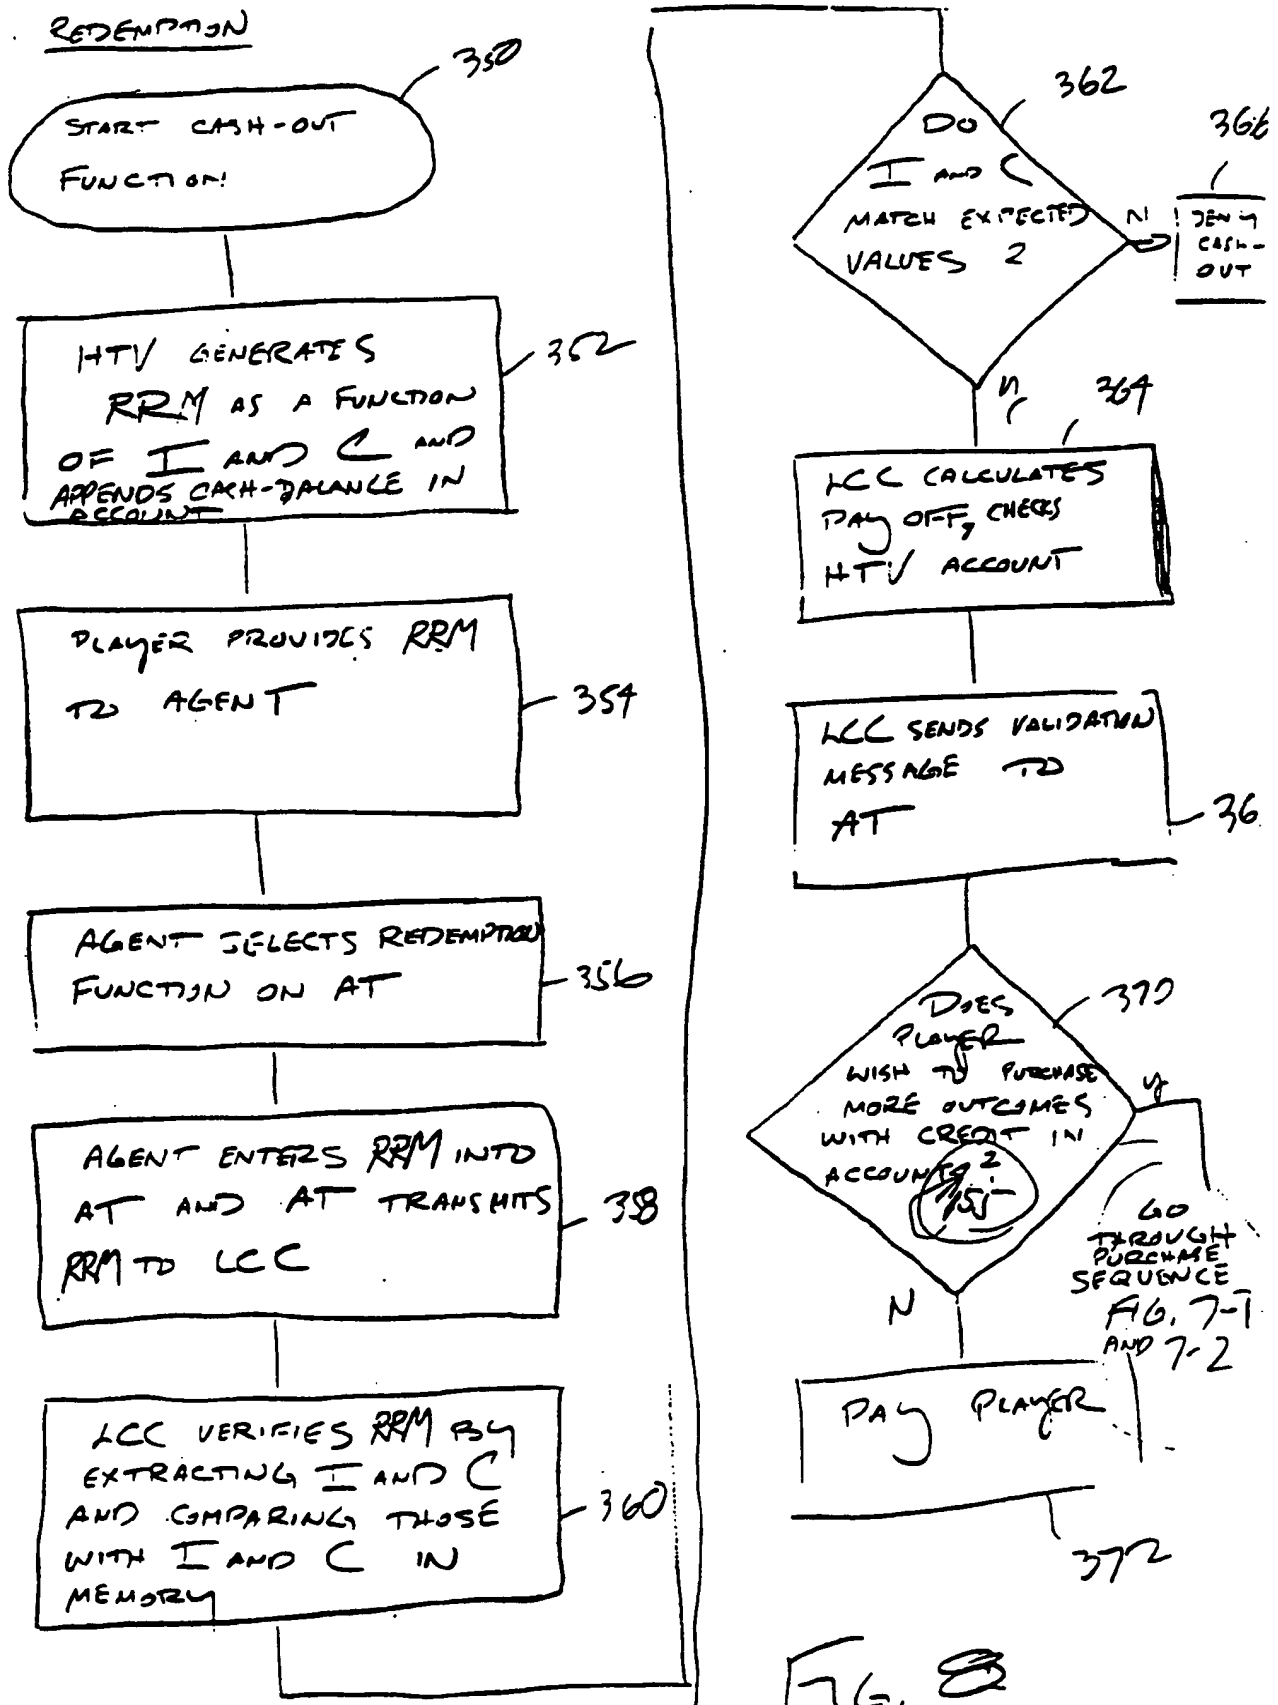 REDEMPTION
350
START CASH-OUT
FUNCTION
HTV GENERATES
RRM AS A FUNCTION
OF I AND C AND
APPENDS CASH-BALANCE IN
ACCOUNT
352
PLAYER PROVIDES RRM
TO AGENT
354
AGENT SELECTS REDEMPTION
FUNCTION ON AT
356
AGENT ENTERS RRM INTO
AT AND AT TRANSMITS
RRM TO LCC
358
LCC VERIFIES RRM BY
EXTRACTING I AND C
AND COMPARING THOSE
WITH I AND C IN
MEMORY
360
362
DO
I AND C
MATCH EXPECTED
VALUES ?
N
366
DENY
CASH-
OUT
364
LCC CALCULATES
PAY OFF, CHECKS
HTV ACCOUNT
LCC SENDS VALIDATION
MESSAGE TO
AT
36
370
DOES
PLAYER
WISH TO PURCHASE
MORE OUTCOMES
WITH CREDIT IN
ACCOUNT ?
y
GO
THROUGH
PURCHASE
SEQUENCE
FIG. 7-1
AND 7-2
N
PAY PLAYER
372
FIG. 8